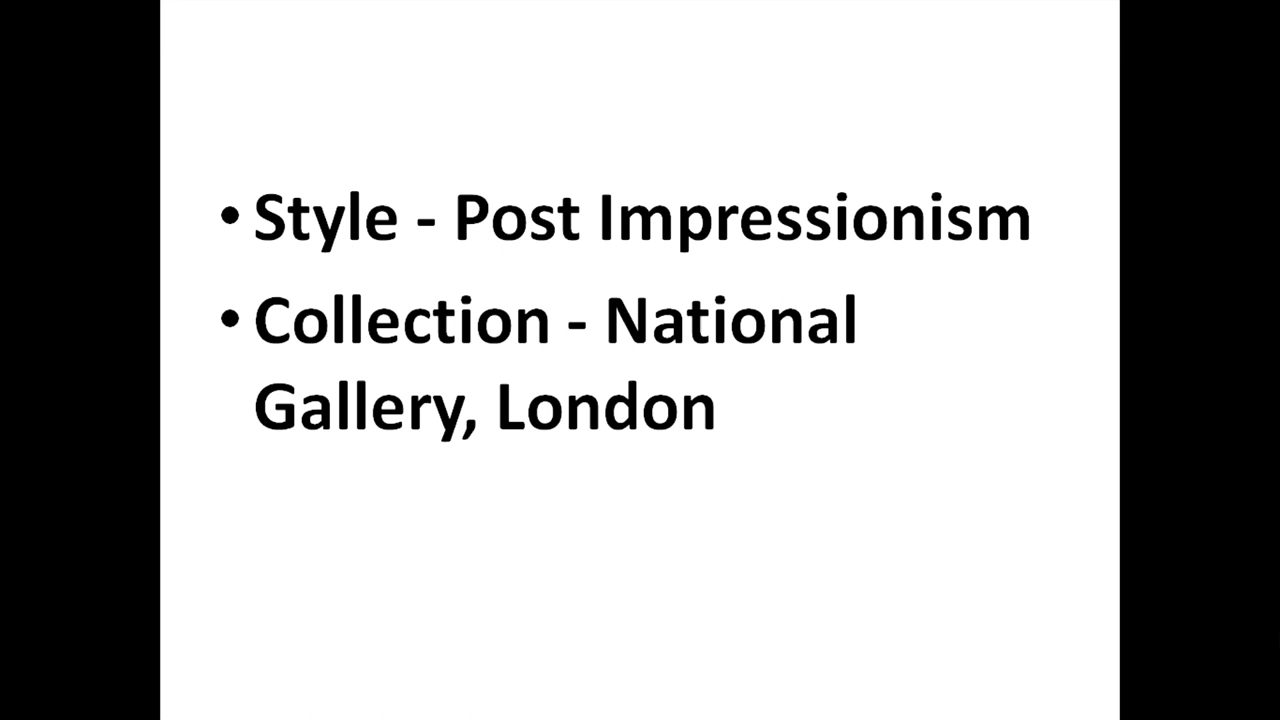 • Style - Post Impressionism
• Collection - National
Gallery, London